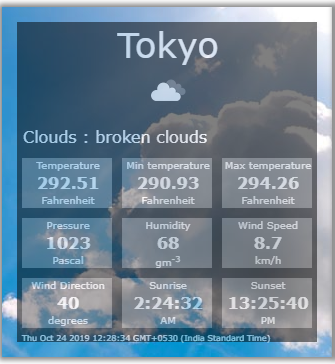 Tokyo
Clouds : broken clouds
Temperature Min temperature Max temperature
292.51 290.93 294.26
Fahrenheit Fahrenheit Fahrenheit
Pressure Humidity Wind Speed
1023 68 8.7
Pascal gm-3 km/h
Wind Direction Sunrise Sunset
40 2:24:32 13:25:40
degrees AM PM
Thu Oct 24 2019 12:28:34 GMT+0530 (India Standard Time)